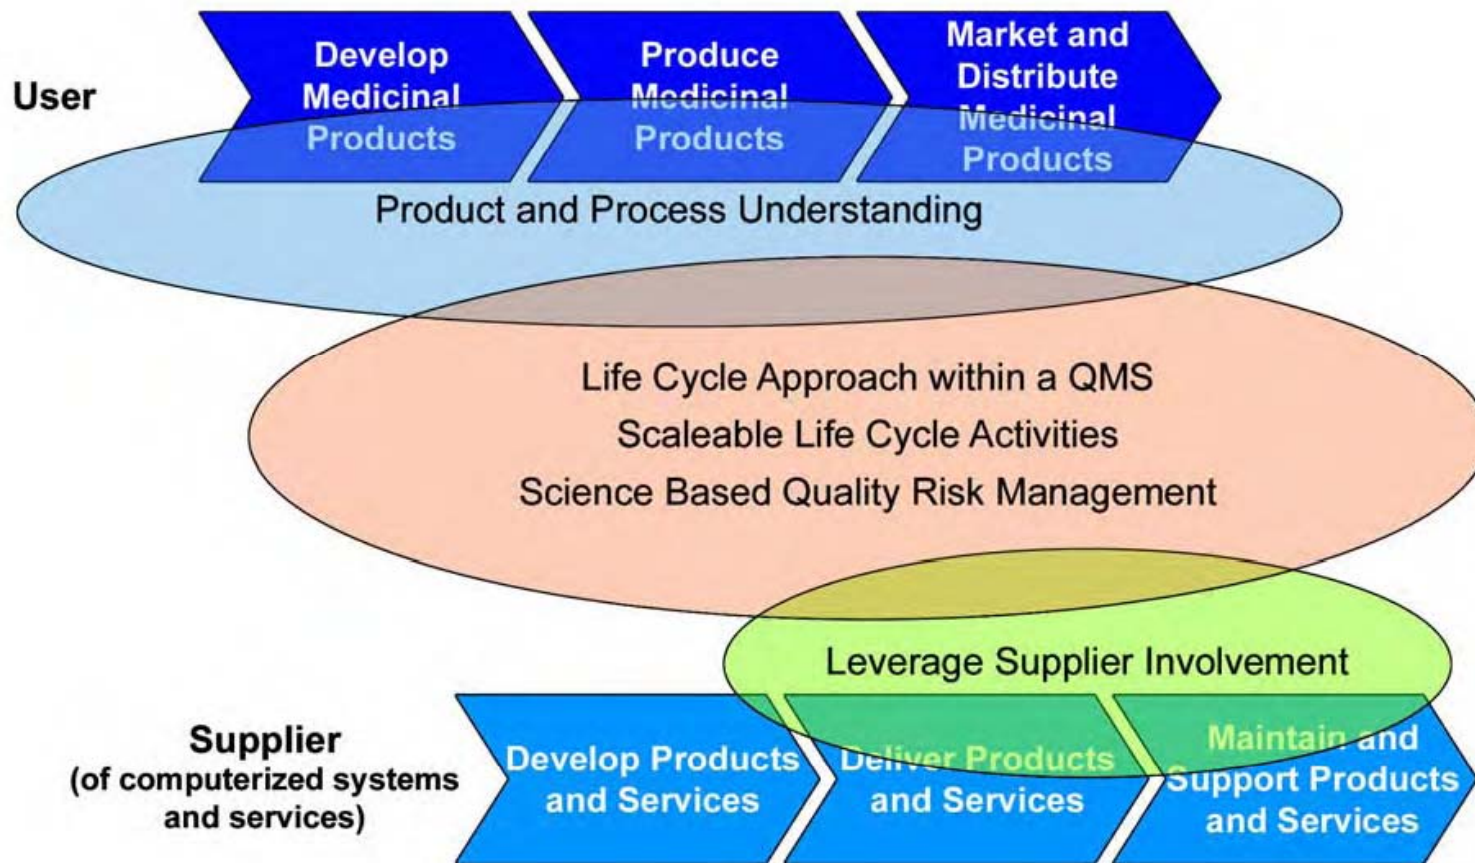 User
Develop
Medicinal
Products
Produce
Medicinal
Products
Market and
Distribute
Medicinal
Products
Product and Process Understanding
Life Cycle Approach within a QMS
Scaleable Life Cycle Activities
Science Based Quality Risk Management
Leverage Supplier Involvement
Supplier
(of computerized systems
and services)
Develop Products
and Services
Deliver Products
and Services
Maintain and
Support Products
and Services